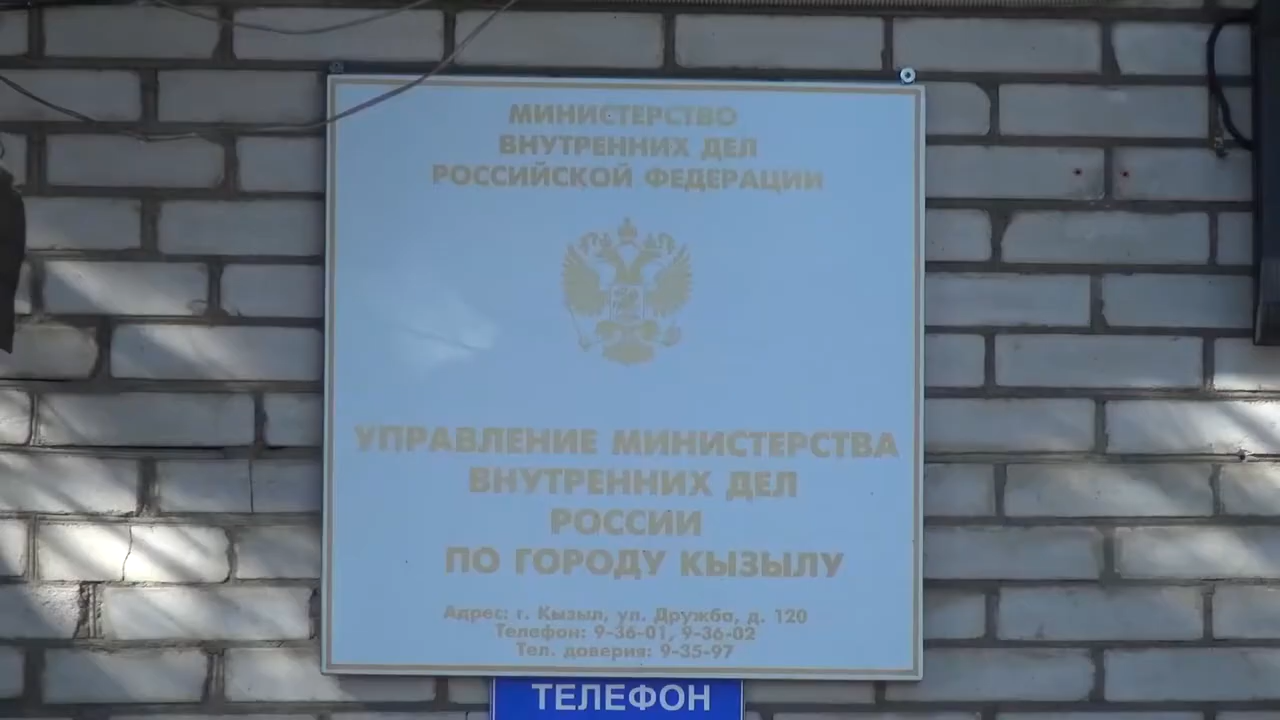 МИНИСТЕРСТВО
ВНУТРЕННИХ ДЕЛ
РОССИЙСКОЙ ФЕДЕРАЦИИ
УПРАВЛЕНИЕ МИНИСТЕРСТВА
ВНУТРЕННИХ ДЕЛ
РОССИИ
ПО ГОРОДУ КЫЗЫЛУ
Адрес: г. Кызыл, ул. Дружба, д. 120
Телефон: 9-36-01, 9-36-02
Тел. доверия: 9-35-97
ТЕЛЕФОН